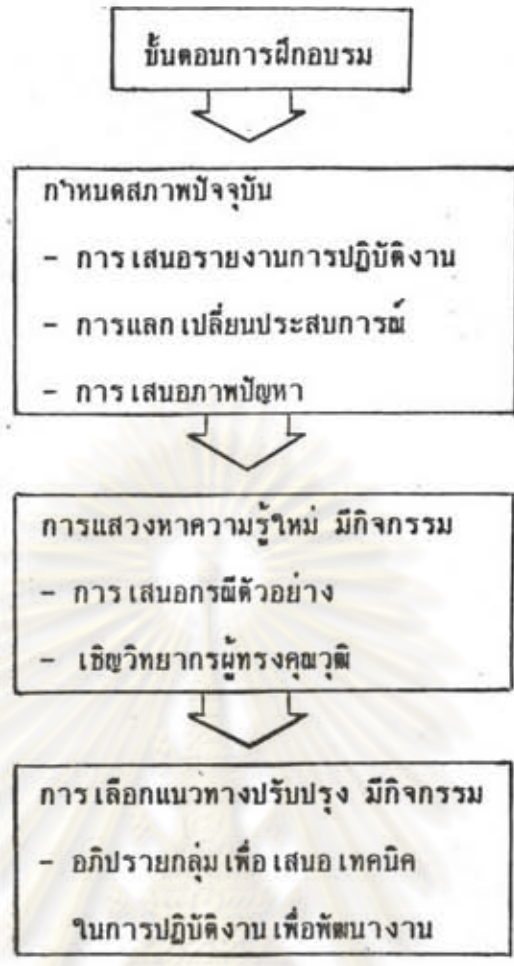 ขั้นตอนการฝึกอบรม
กำหนดสภาพปัจจุบัน
- การเสนอรายงานการปฏิบัติงาน
- การแลกเปลี่ยนประสบการณ์
- การเสนอภาพปัญหา
การแสวงหาความรู้ใหม่ มีกิจกรรม
- การเสนอกรณีตัวอย่าง
- เชิญวิทยากรผู้ทรงคุณวุฒิ
การเลือกแนวทางปรับปรุง มีกิจกรรม
- อภิปรายกลุ่มเพื่อเสนอเทคนิค
ในการปฏิบัติงานเพื่อพัฒนางาน